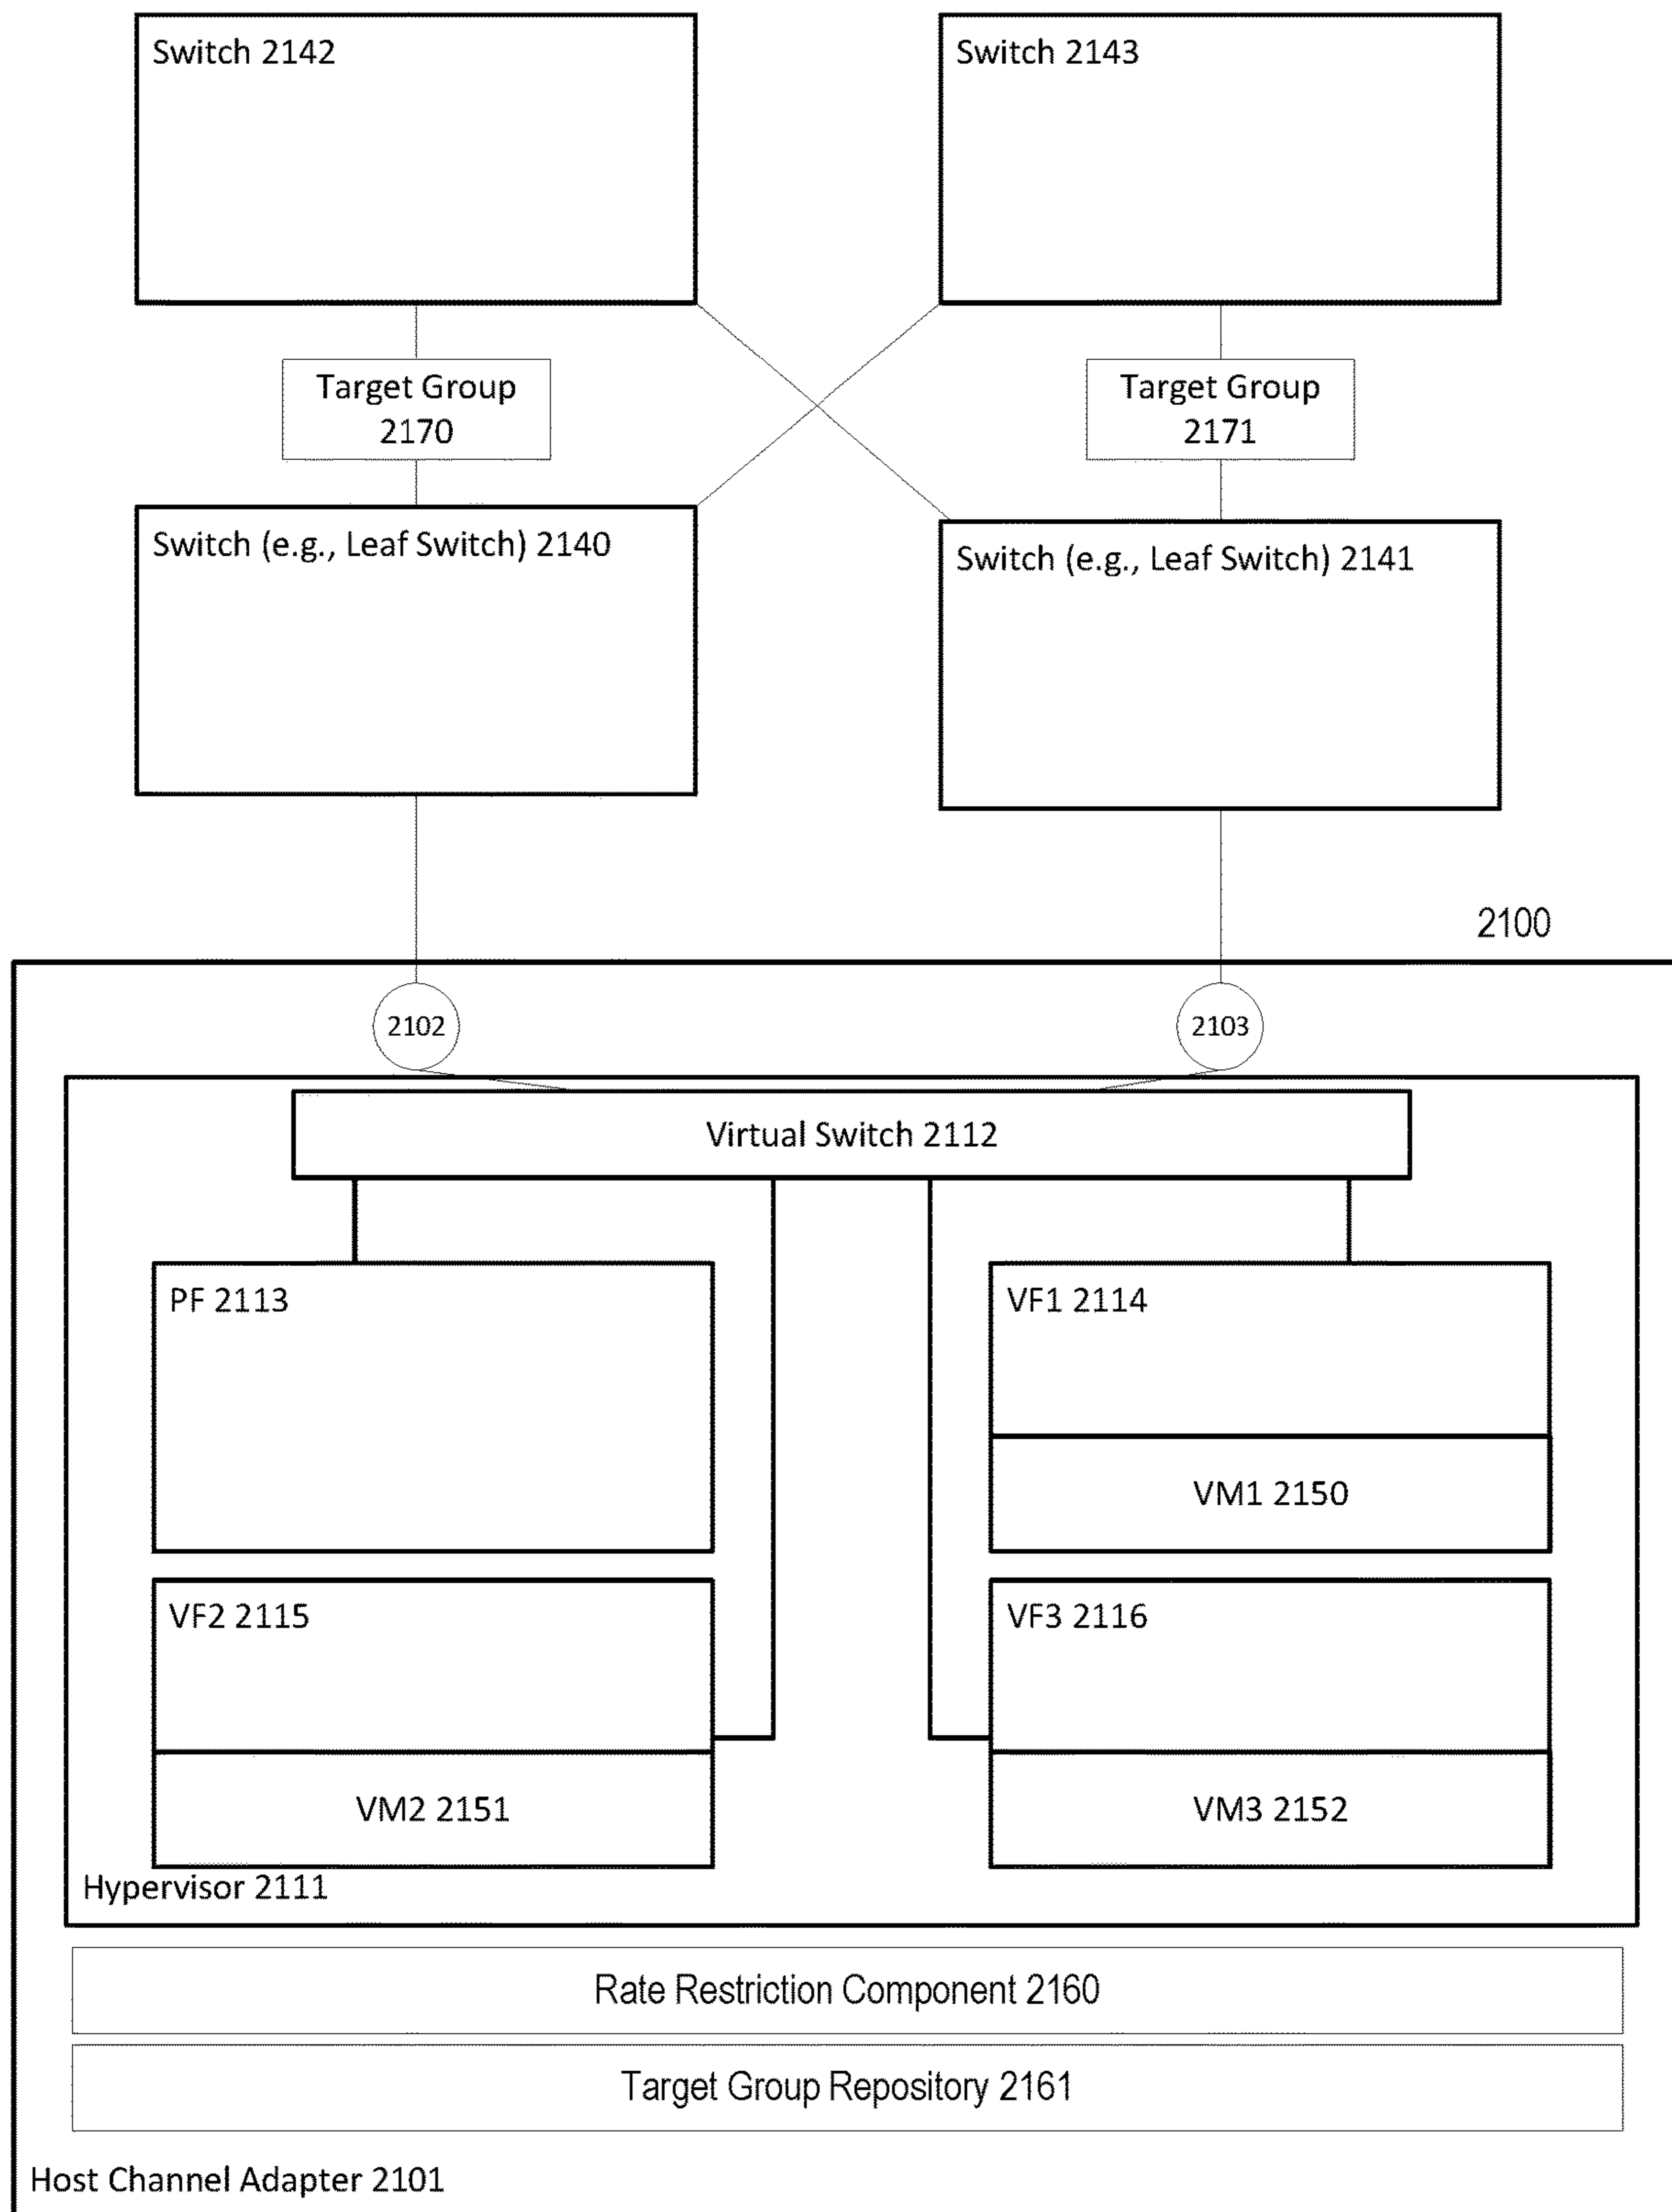 Switch 2142
Switch 2143
Target Group
2170
Target Group
2171
Switch (e.g., Leaf Switch) 2140
Switch (e.g., Leaf Switch) 2141
2100
2102
2103
Virtual Switch 2112
PF 2113
VF1 2114
VM1 2150
VF2 2115
VF3 2116
VM2 2151
VM3 2152
Hypervisor 2111
Rate Restriction Component 2160
Target Group Repository 2161
Host Channel Adapter 2101